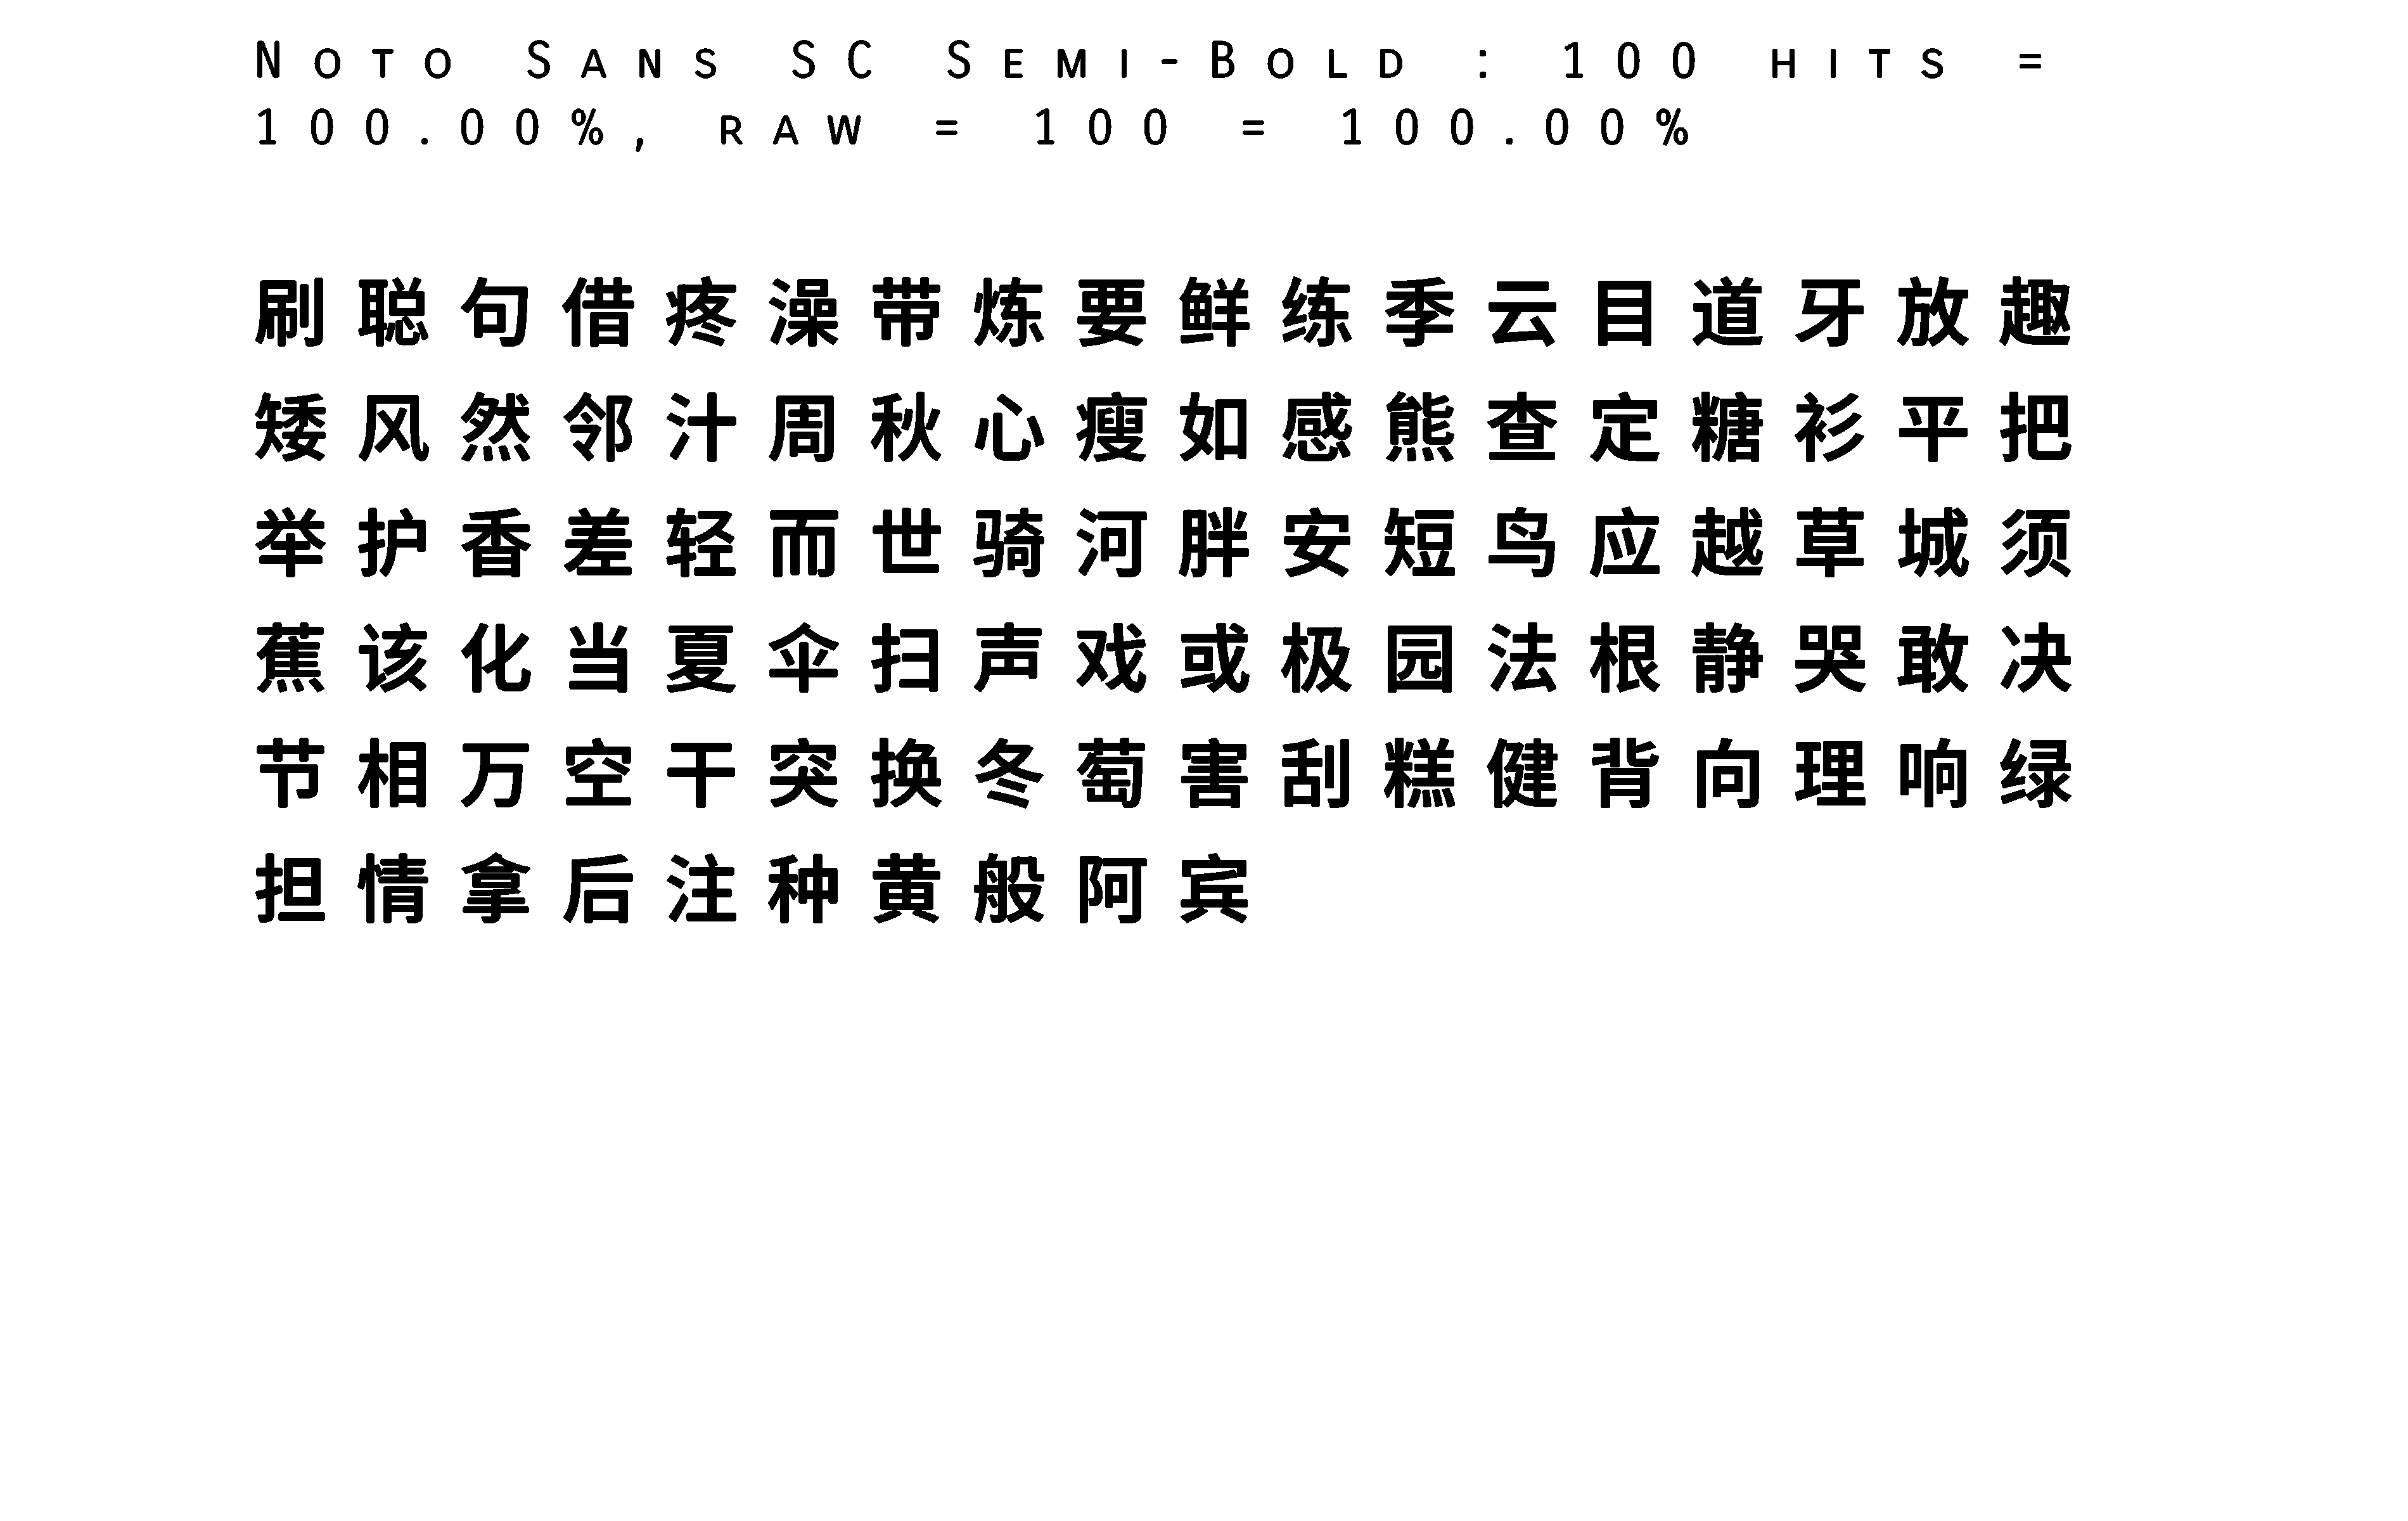 Noto Sans SC Semi-Bold : 100 hits =
100.00%, raw = 100 = 100.00%
刷聪句借疼澡带炼要鲜练季云目道牙放趣
矮风然邻汁周秋心瘦如感熊查定糖衫平把
举护香差轻而世骑河胖安短鸟应越草城须
蕉该化当夏伞扫声戏或极园法根静哭敢决
节相万空干突换冬萄害刮糕健背向理响绿
担情拿后注种黄般阿宾